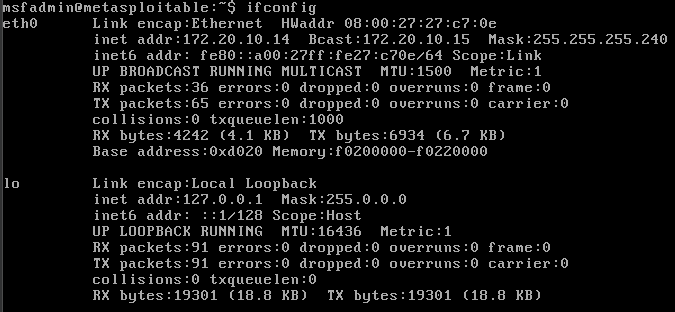 msfadmin@metasploitable:~$ ifconfig
eth0 Link encap:Ethernet HWaddr 08:00:27:27:c7:0e
inet addr:172.20.10.14 Bcast:172.20.10.15 Mask:255.255.255.240
inet6 addr: fe80::a00:27ff:fe27:c70e/64 Scope:Link
UP BROADCAST RUNNING MULTICAST MTU:1500 Metric:1
RX packets:36 errors:0 dropped:0 overruns:0 frame:0
TX packets:65 errors:0 dropped:0 overruns:0 carrier:0
collisions:0 txqueuelen:1000
RX bytes:4242 (4.1 KB) TX bytes:6934 (6.7 KB)
Base address:0xd020 Memory:f0200000-f0220000
lo Link encap:Local Loopback
inet addr:127.0.0.1 Mask:255.0.0.0
inet6 addr: ::1/128 Scope:Host
UP LOOPBACK RUNNING MTU:16436 Metric:1
RX packets:91 errors:0 dropped:0 overruns:0 frame:0
TX packets:91 errors:0 dropped:0 overruns:0 carrier:0
collisions:0 txqueuelen:0
RX bytes:19301 (18.8 KB) TX bytes:19301 (18.8 KB)